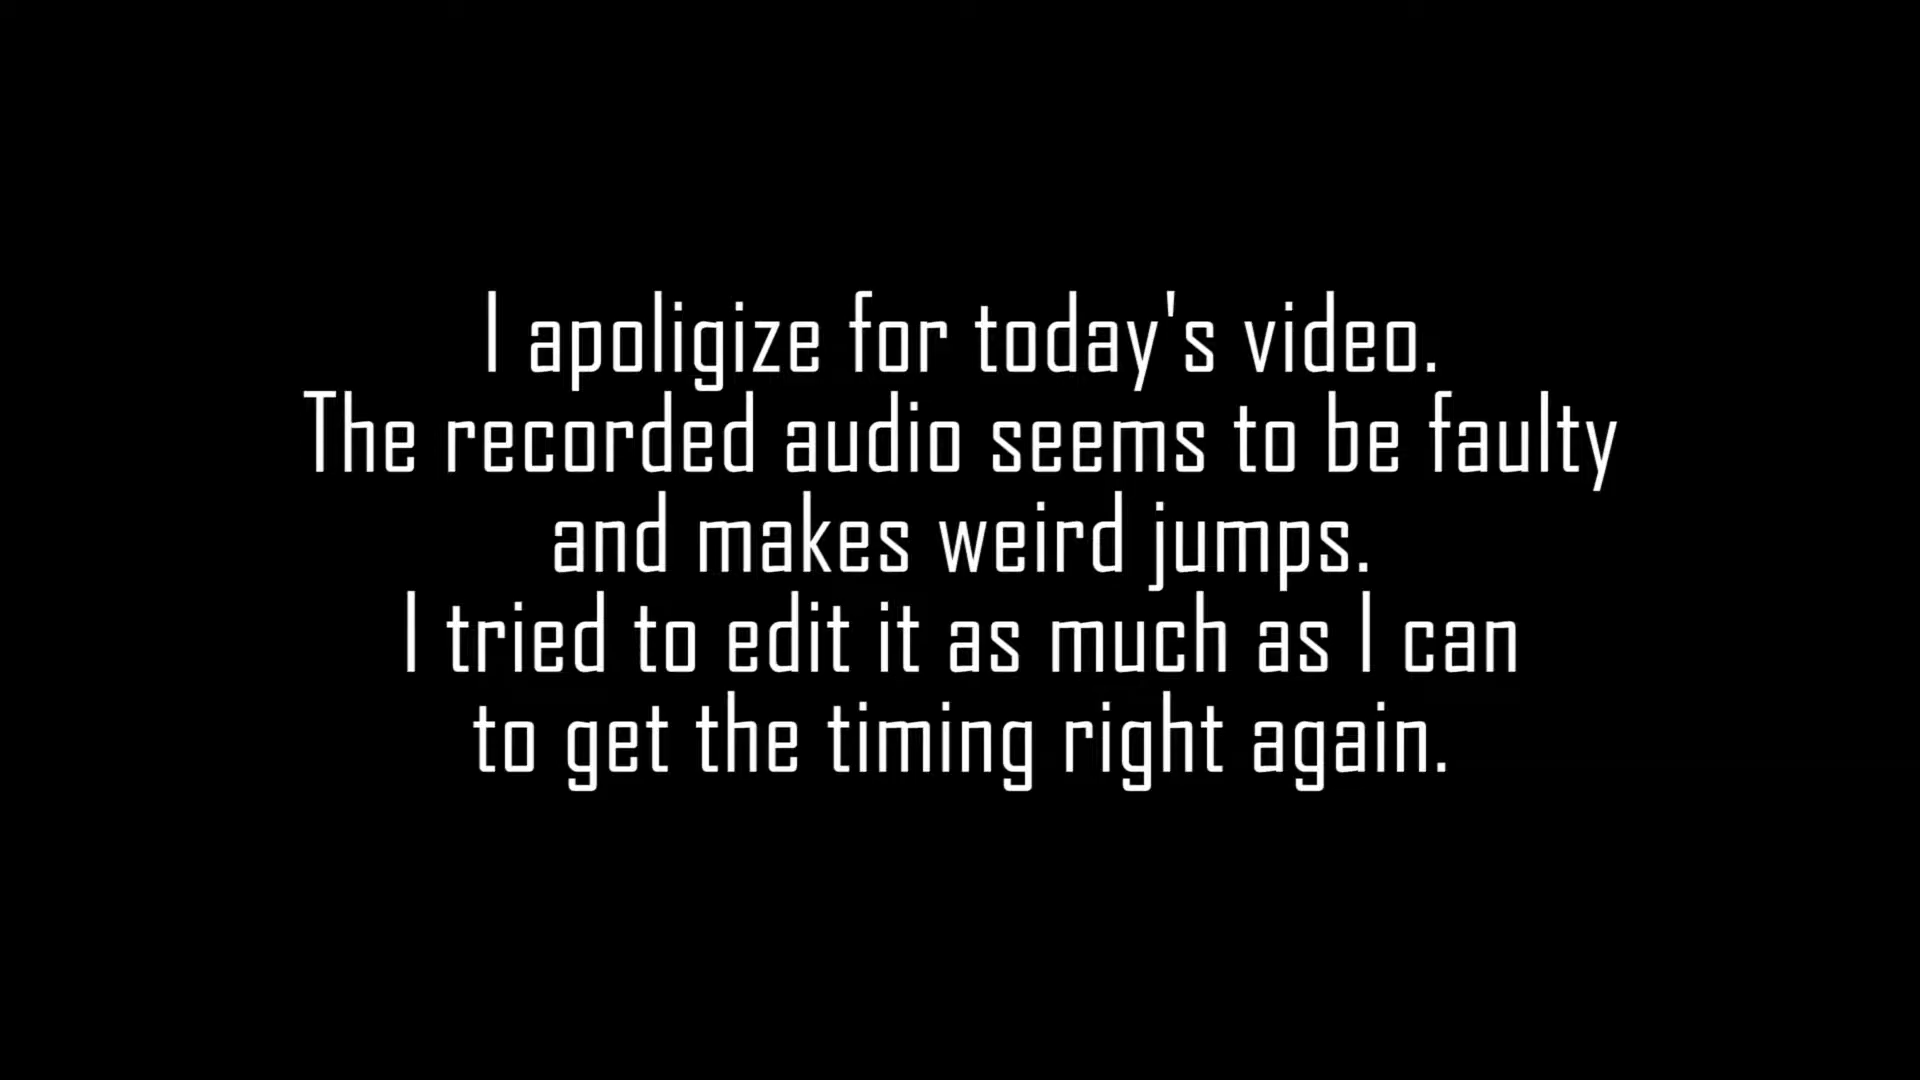 I apoligize for today's video.
The recorded audio seems to be faulty
and makes weird jumps.
I tried to edit it as much as I can
to get the timing right again.